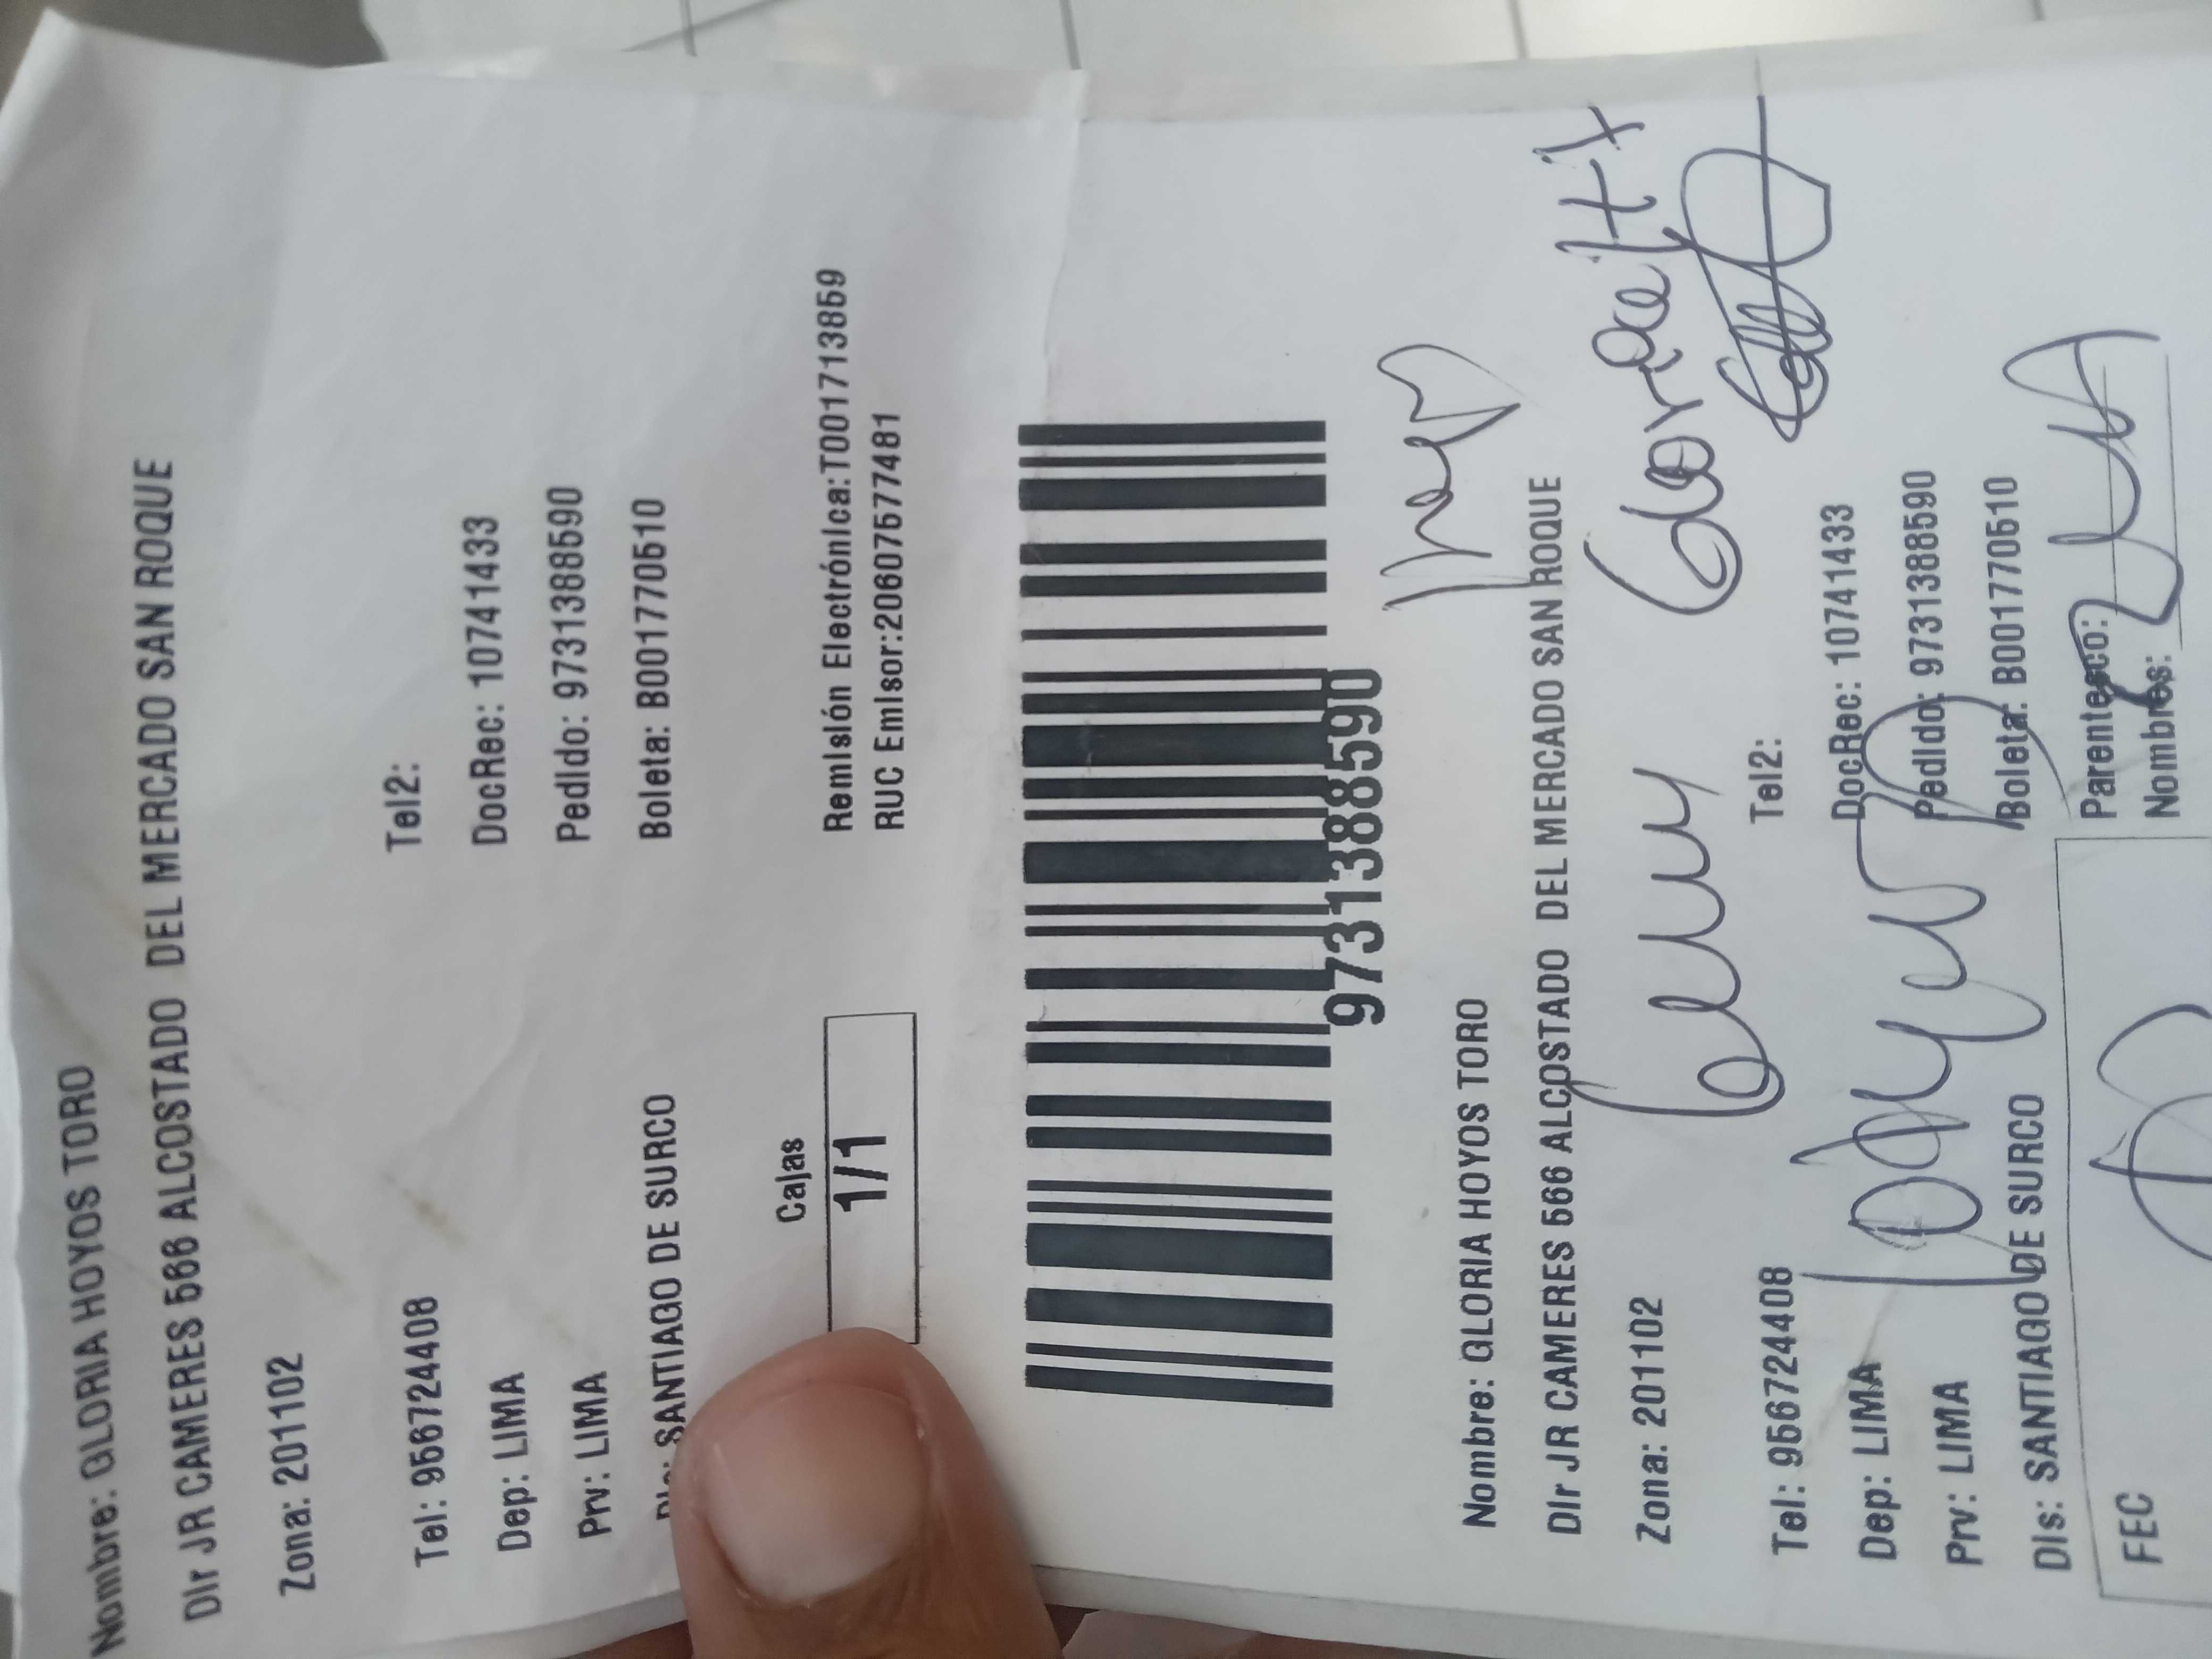 Nombre: GLORIA HOYOS TORO
Dir JR CAMERES 566 ALCOSTADO DEL MERCADO SAN ROQUE
Zona: 201102
Tel: 956724408 Tel2:
Dep: LIMA DocRec: 10741433
Prv: LIMA Pedido: 9731388590
Dis: SANTIAGO DE SURCO Boleta: B001770510
Cajas
1/1
Remisión Electrónica:T001713859
RUC Emisor:20607577481
9731388590
Nombre: GLORIA HOYOS TORO
Dir JR CAMERES 566 ALCOSTADO DEL MERCADO SAN ROQUE
Zona: 201102
Tel: 956724408 Tel2:
Dep: LIMA DocRec: 10741433
Prv: LIMA Pedido: 9731388590
Dis: SANTIAGO DE SURCO Boleta: B001770510
Parentesco:
Nombres:
FEC